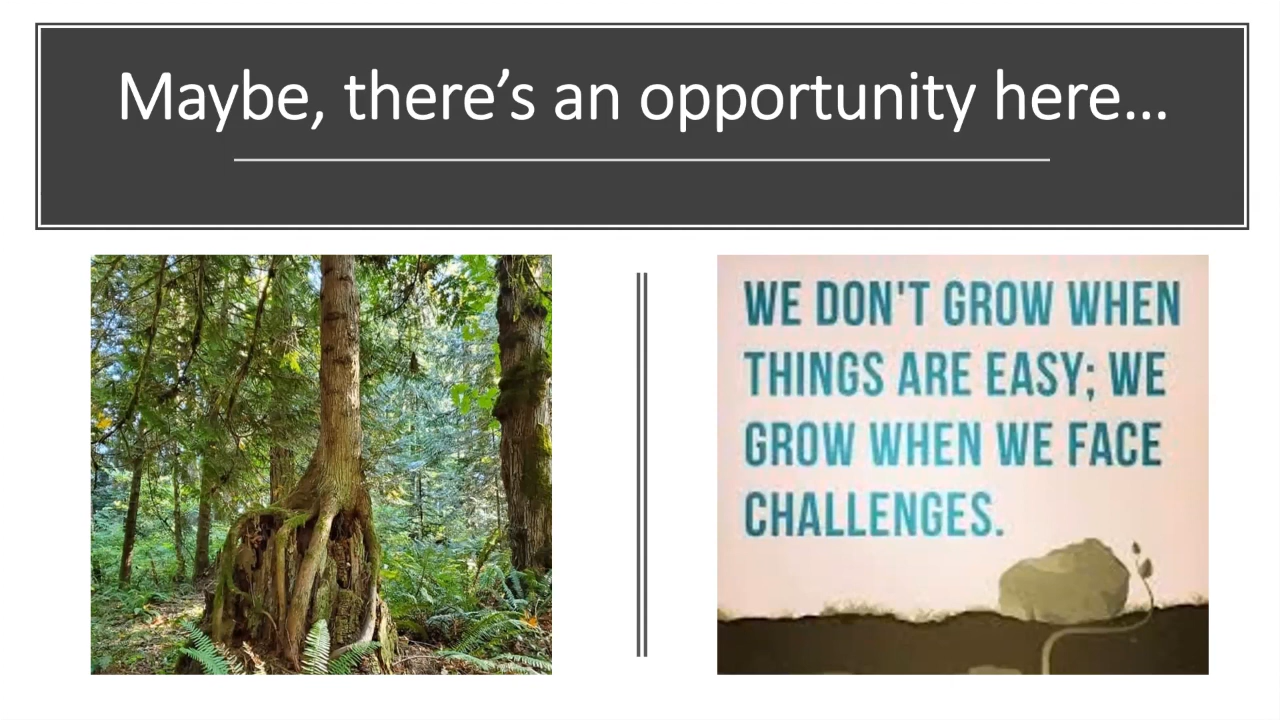 Maybe, there’s an opportunity here...
WE DON'T GROW WHEN
THINGS ARE EASY; WE
GROW WHEN WE FACE
CHALLENGES.